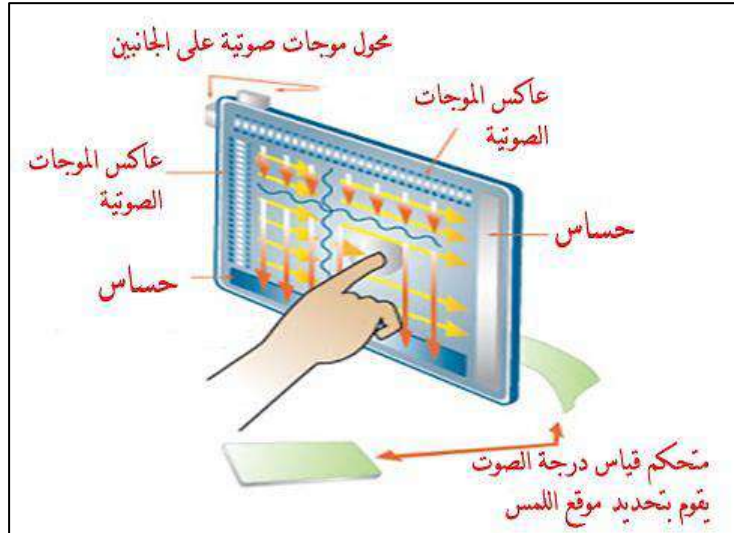 محول موجات صوتية على الجانبين
عاكس الموجات
الصوتية
عاكس الموجات
الصوتية
حساس
حساس
متحكم قياس درجة الصوت
يقوم بتحديد موقع اللمس